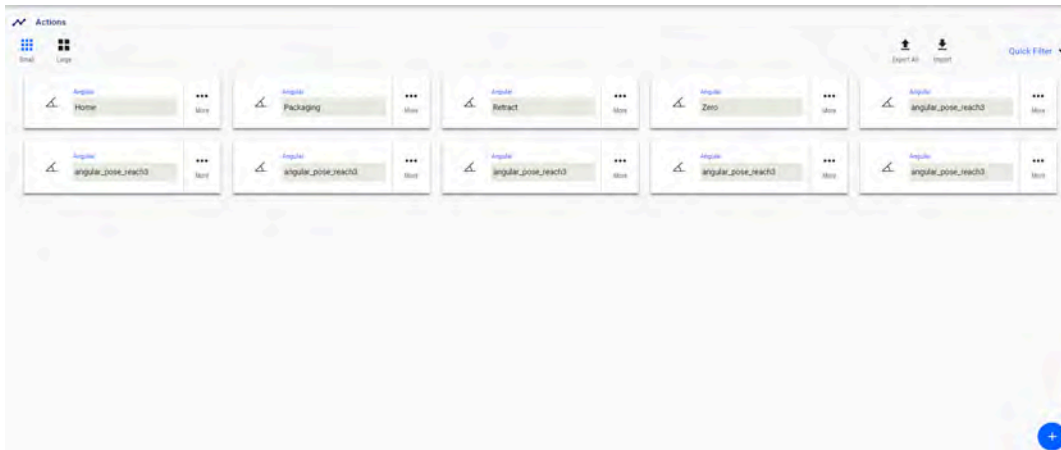 Actions
Small Large Export All Import Quick Filter
Angular Angular Angular Angular Angular
Home More Packaging More Retract More Zero More angular_pose_reach3 More
Angular Angular Angular Angular Angular
angular_pose_reach3 More angular_pose_reach3 More angular_pose_reach3 More angular_pose_reach3 More angular_pose_reach3 More
+